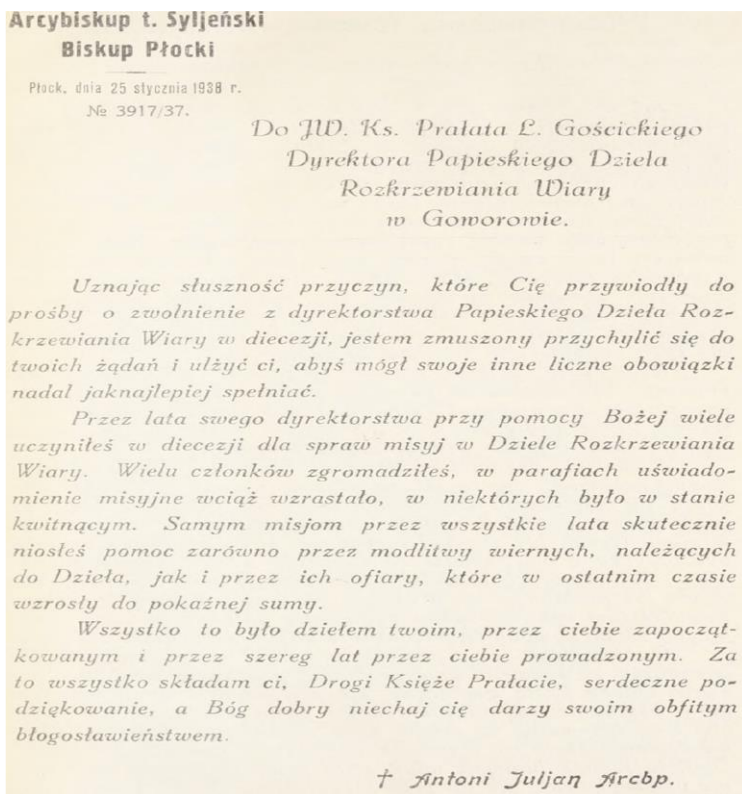 Arcybiskup t. Syljeński
Biskup Płocki
Płock, dnia 25 stycznia 1938 r.
№ 3917/37.
Do JW. Ks. Prałata L. Gościckiego
Dyrektora Papieskiego Dzieła
Rozkrzewiania Wiary
w Goworowie.
Uznając słuszność przyczyn, które Cię przywiodły do
prośby o zwolnienie z dyrektorstwa Papieskiego Dzieła Roz-
krzewiania Wiary w diecezji, jestem zmuszony przychylić się do
twoich żądań i ulżyć ci, abyś mógł swoje inne liczne obowiązki
nadal jaknajlepiej spełniać.
Przez lata swego dyrektorstwa przy pomocy Bożej wiele
uczyniłeś w diecezji dla spraw misyj w Dziele Rozkrzewiania
Wiary. Wielu członków zgromadziłeś, w parafiach uświado-
mienie misyjne wciąż wzrastało, w niektórych było w stanie
kwitnącym. Samym misjom przez wszystkie lata skutecznie
niosłeś pomoc zarówno przez modlitwy wiernych, należących
do Dzieła, jak i przez ich ofiary, które w ostatnim czasie
wzrosły do pokaźnej sumy.
Wszystko to było dziełem twoim, przez ciebie zapocząt-
kowanym i przez szereg lat przez ciebie prowadzonym. Za
to wszystko składam ci, Drogi Księże Prałacie, serdeczne po-
dziękowanie, a Bóg dobry niechaj cię darzy swoim obfitym
błogosławieństwem.
† Antoni Juljan Arcbp.